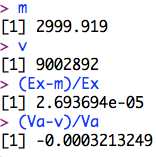 > m
[1] 2999.919
> v
[1] 9002892
> (Ex-m)/Ex
[1] 2.693694e-05
> (Va-v)/Va
[1] -0.0003213249